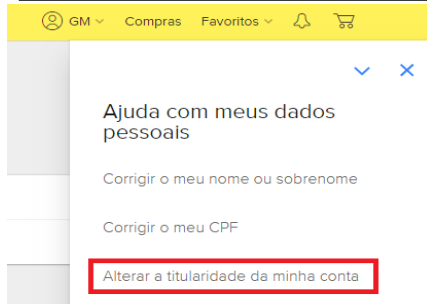 GM Compras Favoritos
Ajuda com meus dados
pessoais
Corrigir o meu nome ou sobrenome
Corrigir o meu CPF
Alterar a titularidade da minha conta